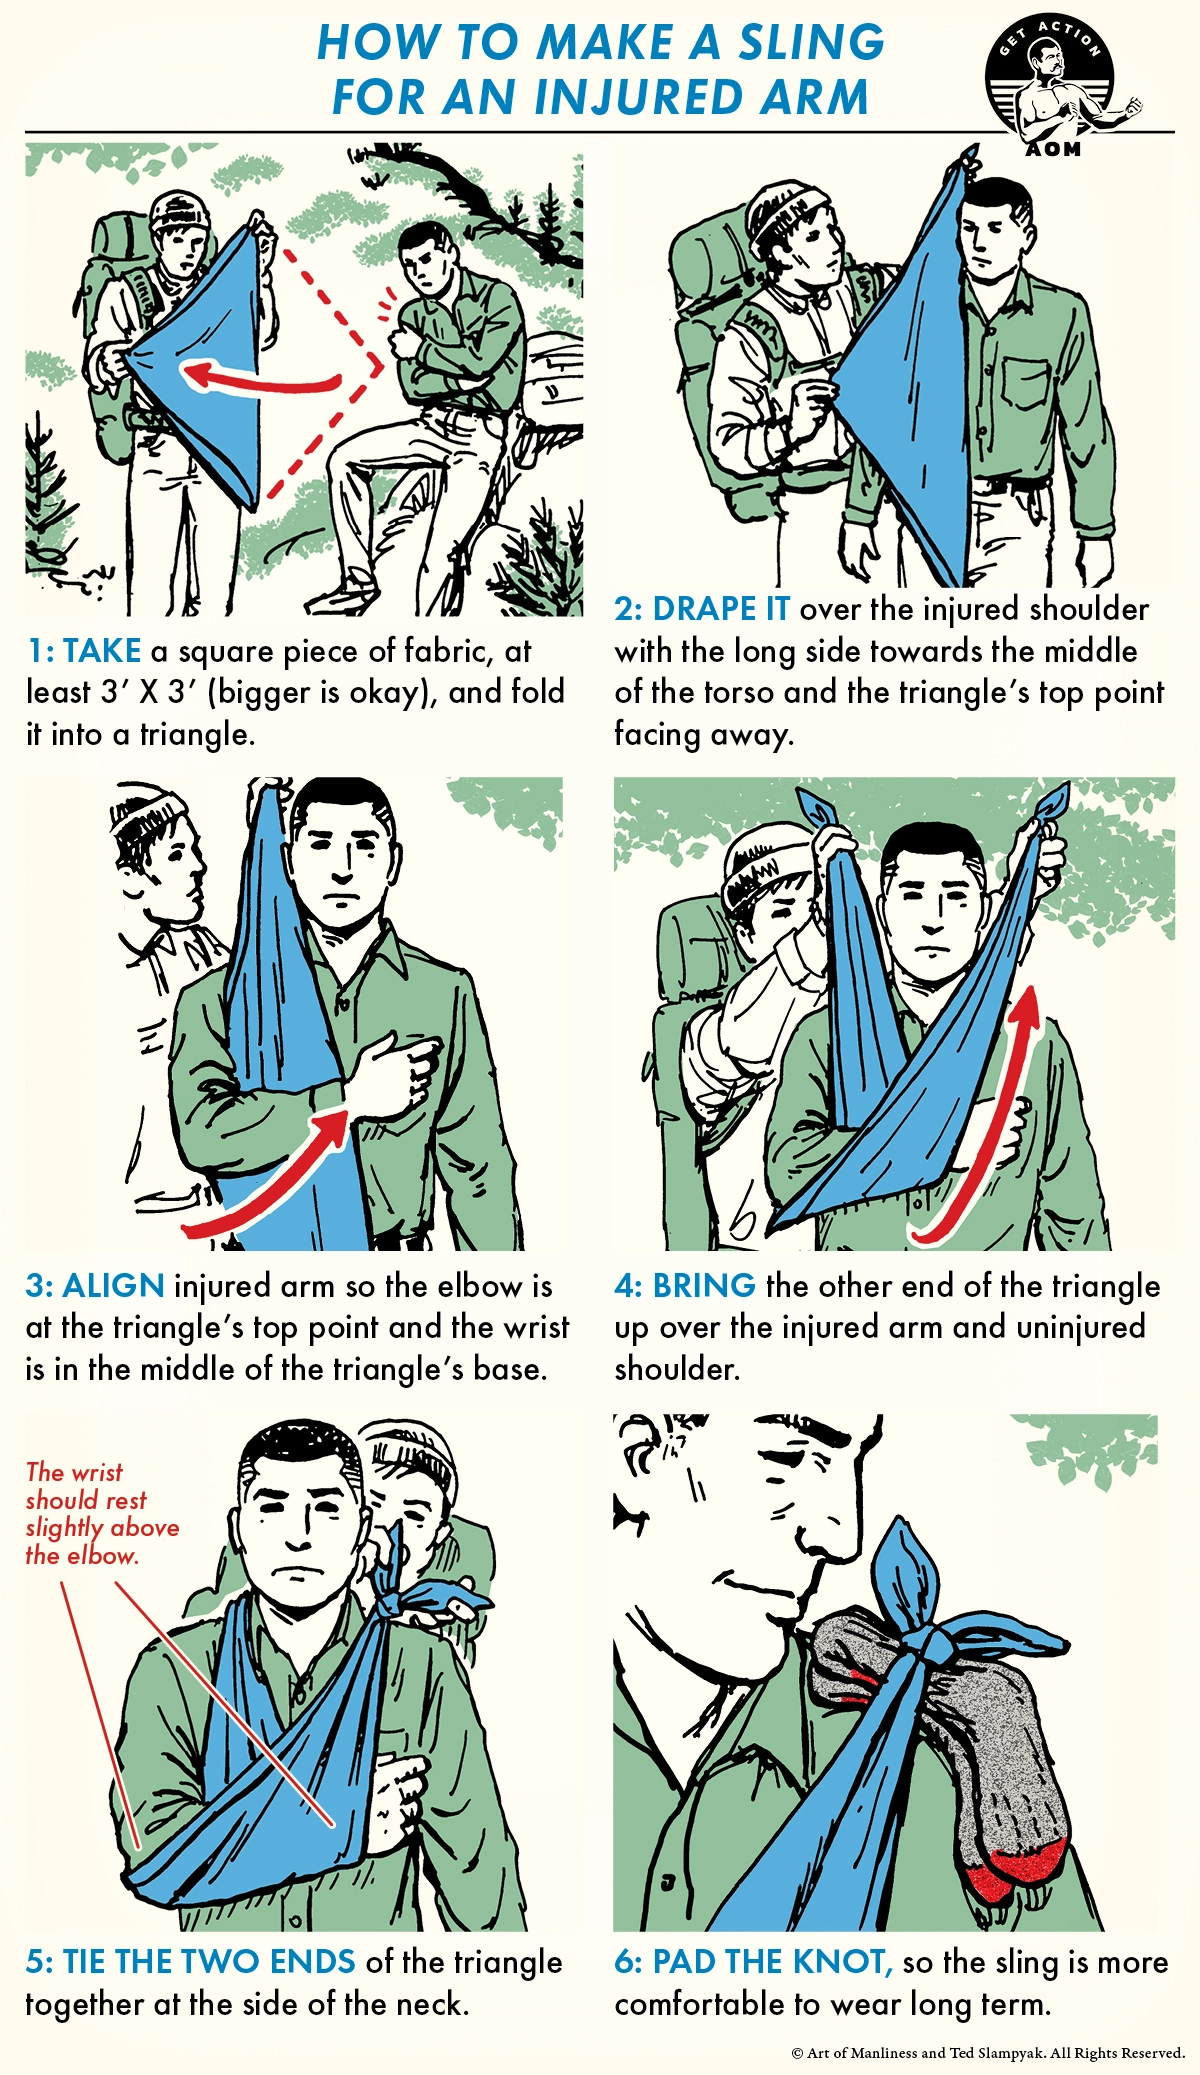 HOW TO MAKE A SLING
FOR AN INJURED ARM
GET ACTION
AOM
1: TAKE a square piece of fabric, at
least 3’ X 3’ (bigger is okay), and fold
it into a triangle.
2: DRAPE IT over the injured shoulder
with the long side towards the middle
of the torso and the triangle’s top point
facing away.
3: ALIGN injured arm so the elbow is
at the triangle’s top point and the wrist
is in the middle of the triangle’s base.
4: BRING the other end of the triangle
up over the injured arm and uninjured
shoulder.
The wrist
should rest
slightly above
the elbow.
5: TIE THE TWO ENDS of the triangle
together at the side of the neck.
6: PAD THE KNOT, so the sling is more
comfortable to wear long term.
© Art of Manliness and Ted Slampyak. All Rights Reserved.